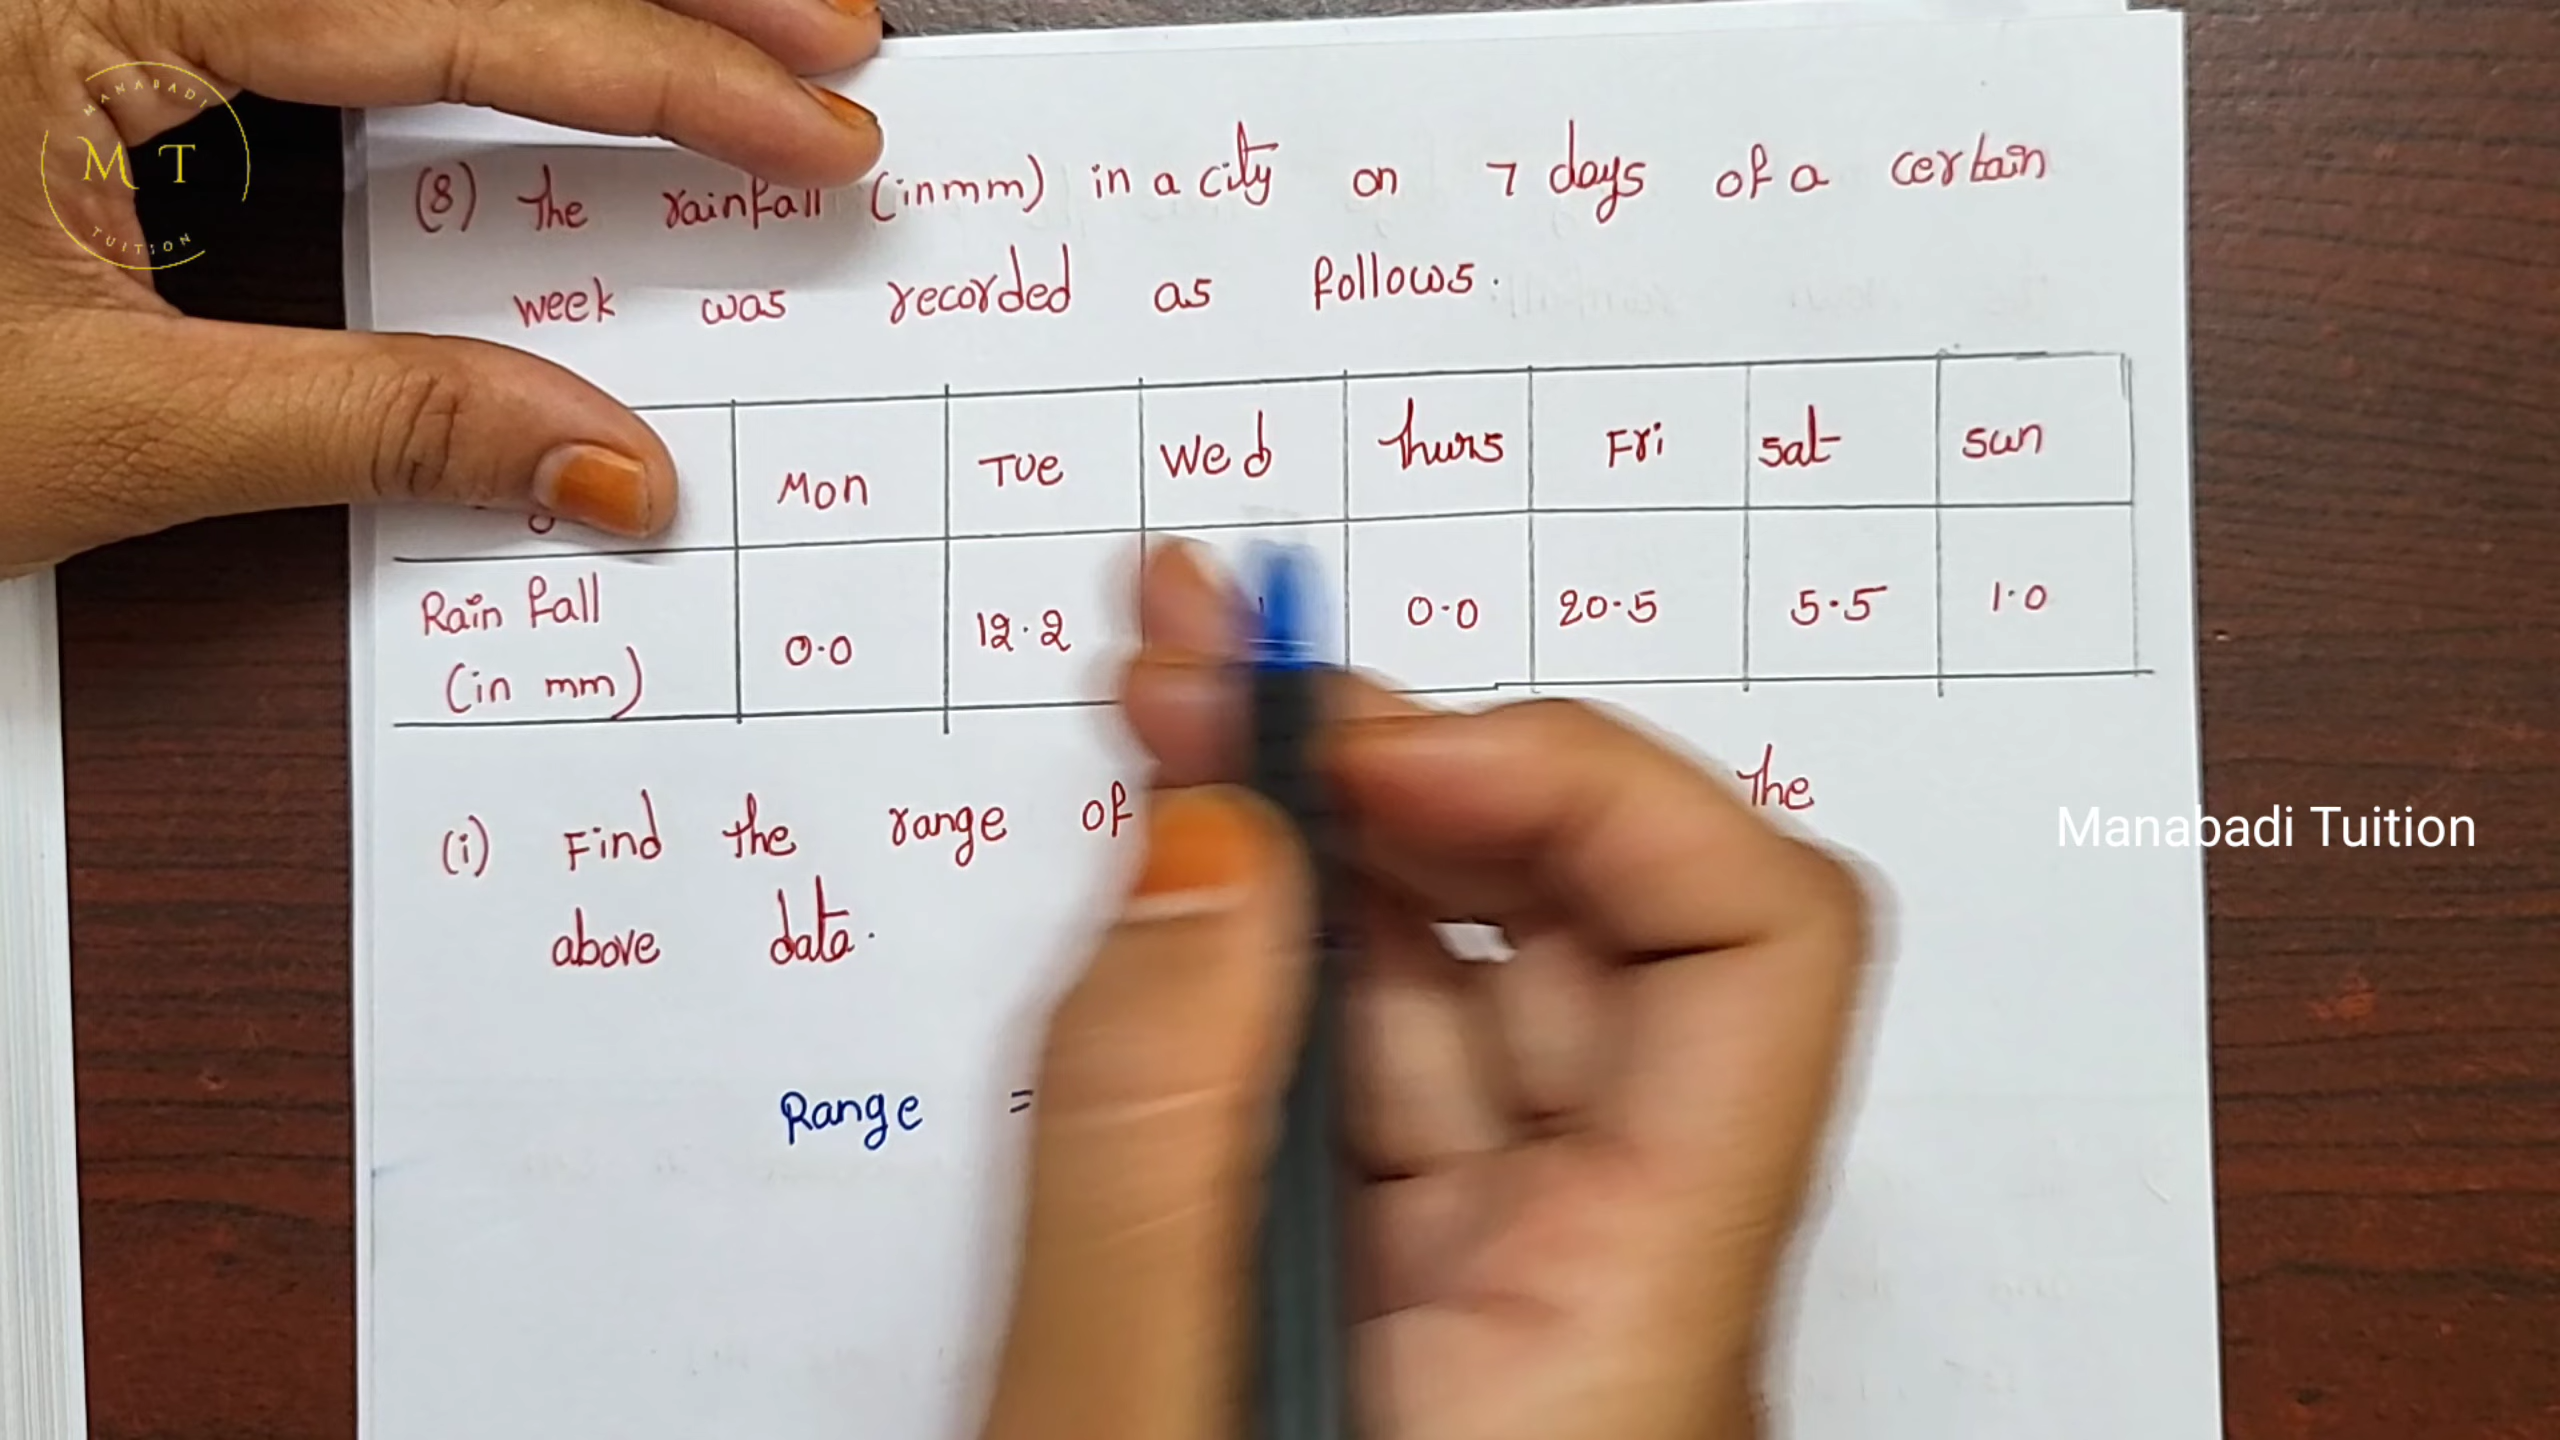 MANABADI
M T
TUITION
(8) The rainfall (in mm) in a city on 7 days of a certain
week was recorded as follows.
Mon Tue Wed Thurs Fri Sat Sun
Rain fall
(in mm) 0.0 12.2 0.0 20.5 5.5 1.0
(i) Find the range of the
above data.
Range =
Manabadi Tuition